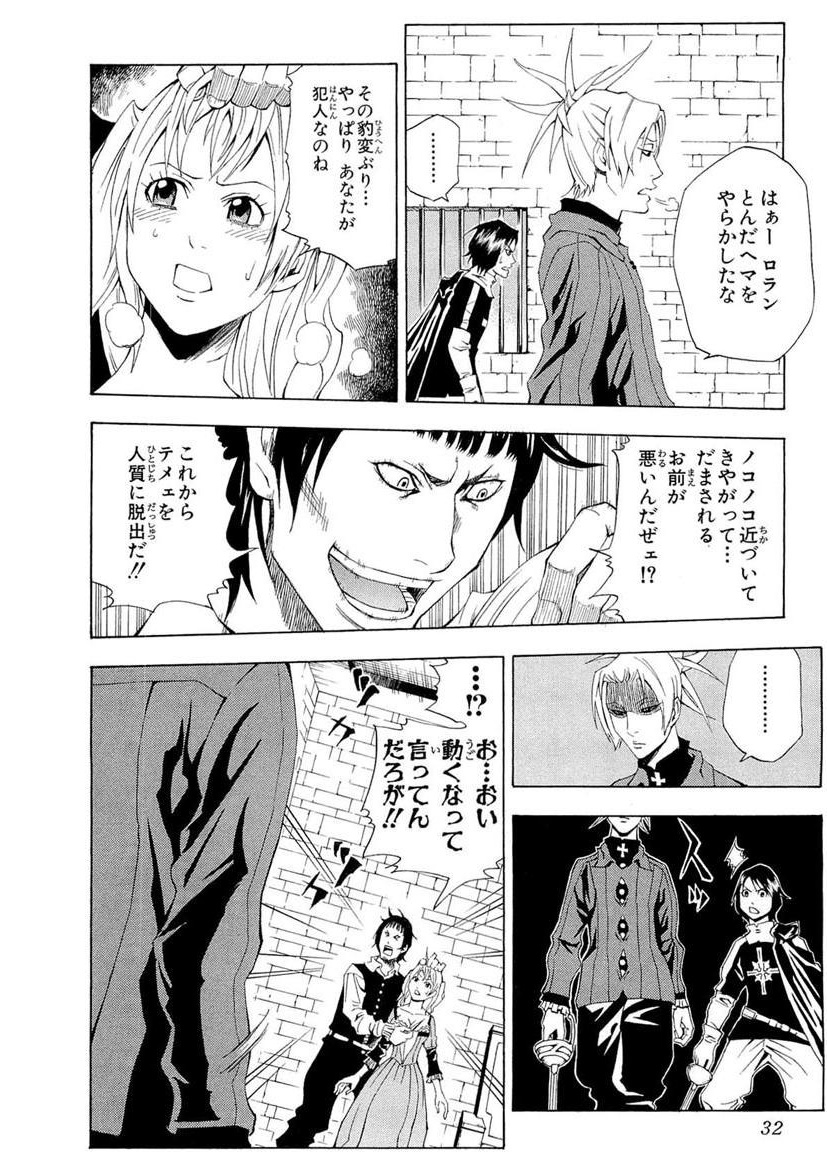 はぁー ロラン
とんだヘマを
やらかしたな
………
その豹変ぶり…
やっぱり あなたが
犯人なのね
ノコノコ近づいて
きやがって…
だまされる
お前が
悪いんだぜェ!?
これから
テメェを
人質に脱出だ!!
………
スッ
…!?
お…おい
動くなって
言ってん
だろが!!
32